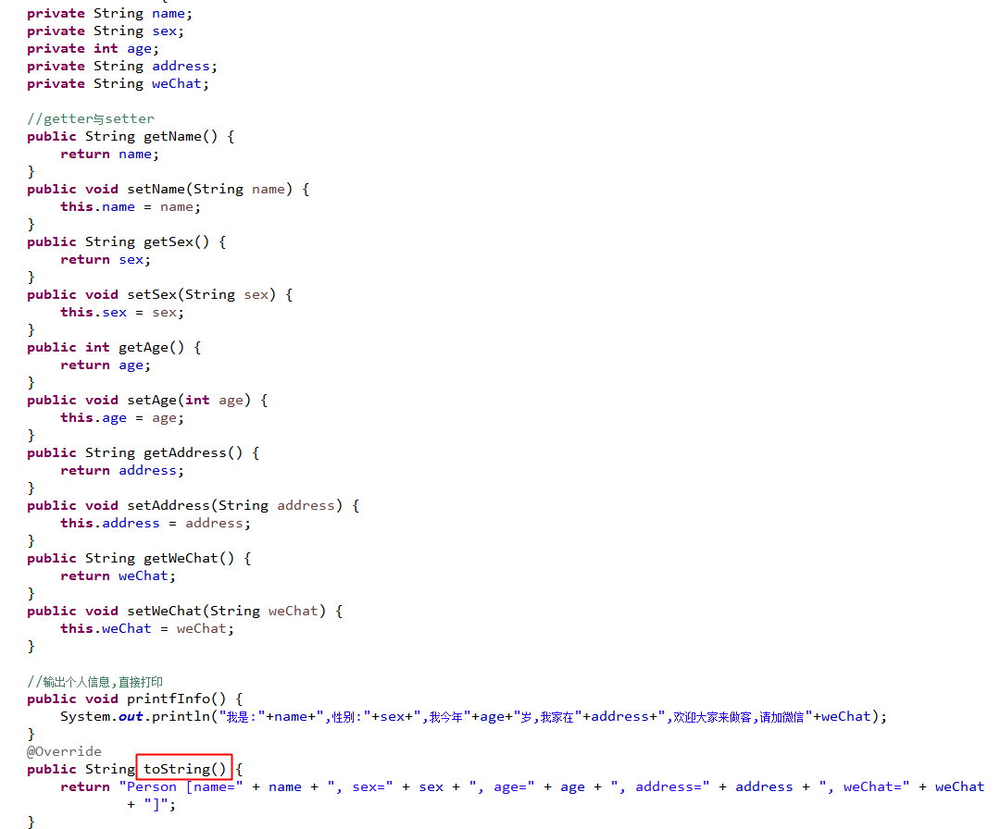 private String name;
private String sex;
private int age;
private String address;
private String weChat;
//getter与setter
public String getName() {
return name;
}
public void setName(String name) {
this.name = name;
}
public String getSex() {
return sex;
}
public void setSex(String sex) {
this.sex = sex;
}
public int getAge() {
return age;
}
public void setAge(int age) {
this.age = age;
}
public String getAddress() {
return address;
}
public void setAddress(String address) {
this.address = address;
}
public String getWeChat() {
return weChat;
}
public void setWeChat(String weChat) {
this.weChat = weChat;
}
//输出个人信息,直接打印
public void printfInfo() {
System.out.println("我是:"+name+",性别:"+sex+",我今年"+age+"岁,我家在"+address+",欢迎大家来做客,请加微信"+weChat);
}
@Override
public String toString() {
return "Person [name=" + name + ", sex=" + sex + ", age=" + age + ", address=" + address + ", weChat=" + weChat
+ "]";
}